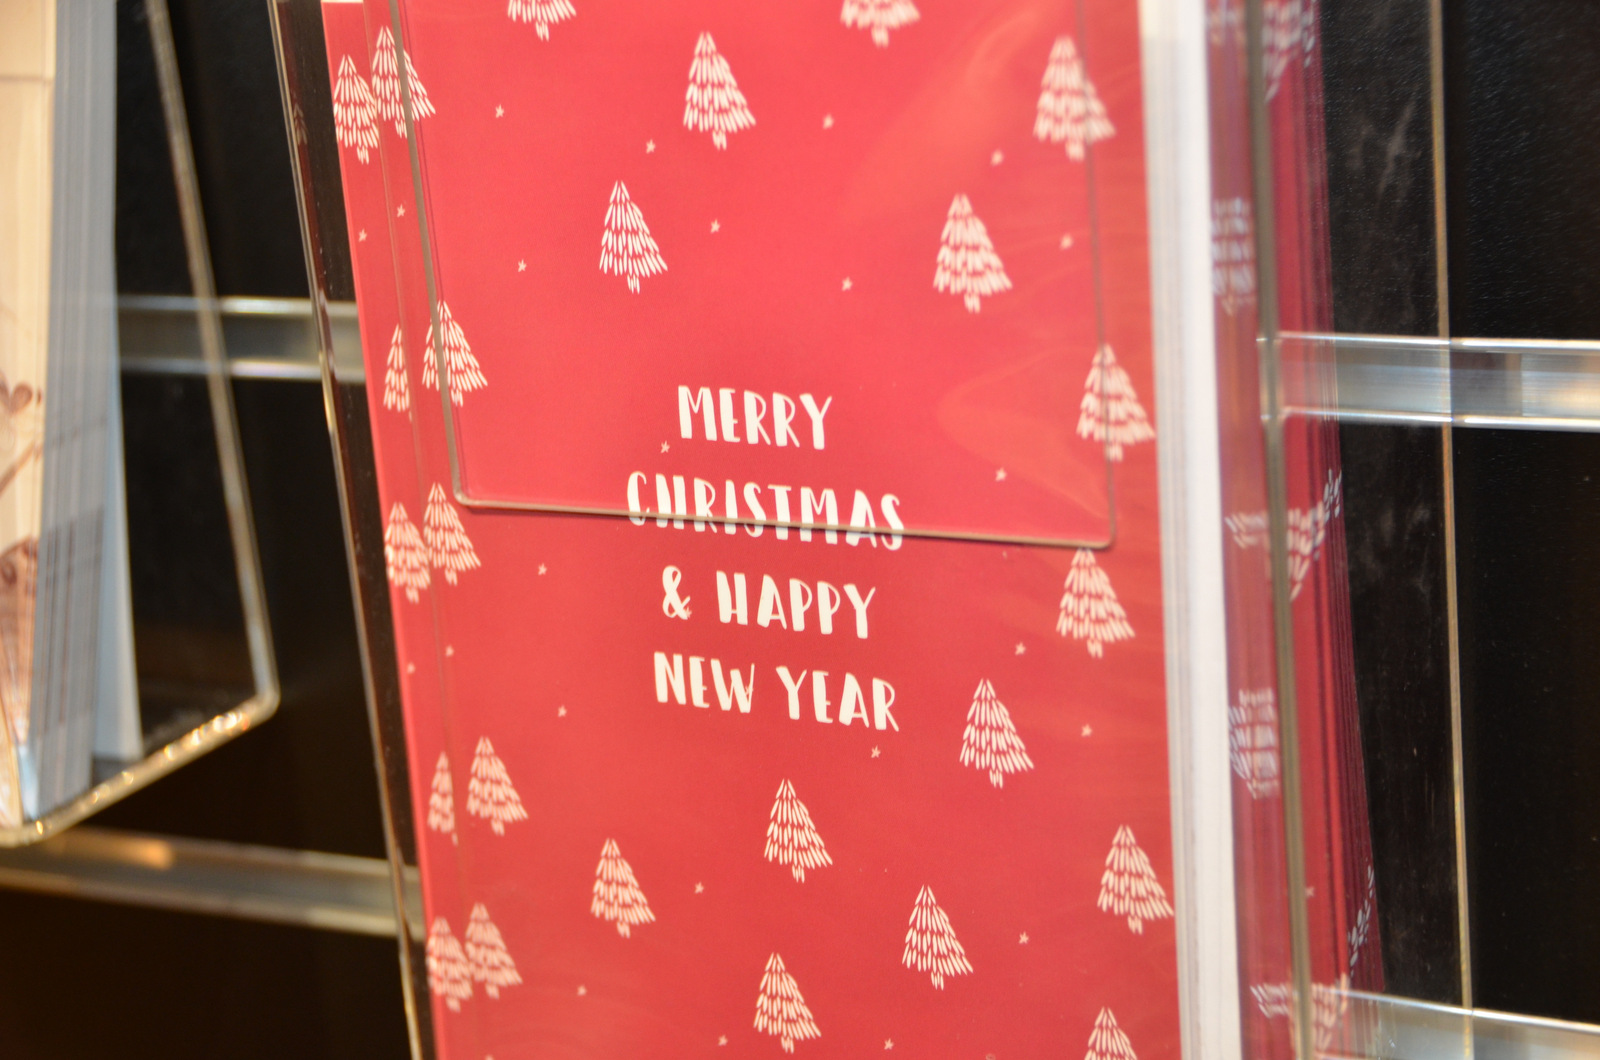 MERRY
CHRISTMAS
& HAPPY
NEW YEAR